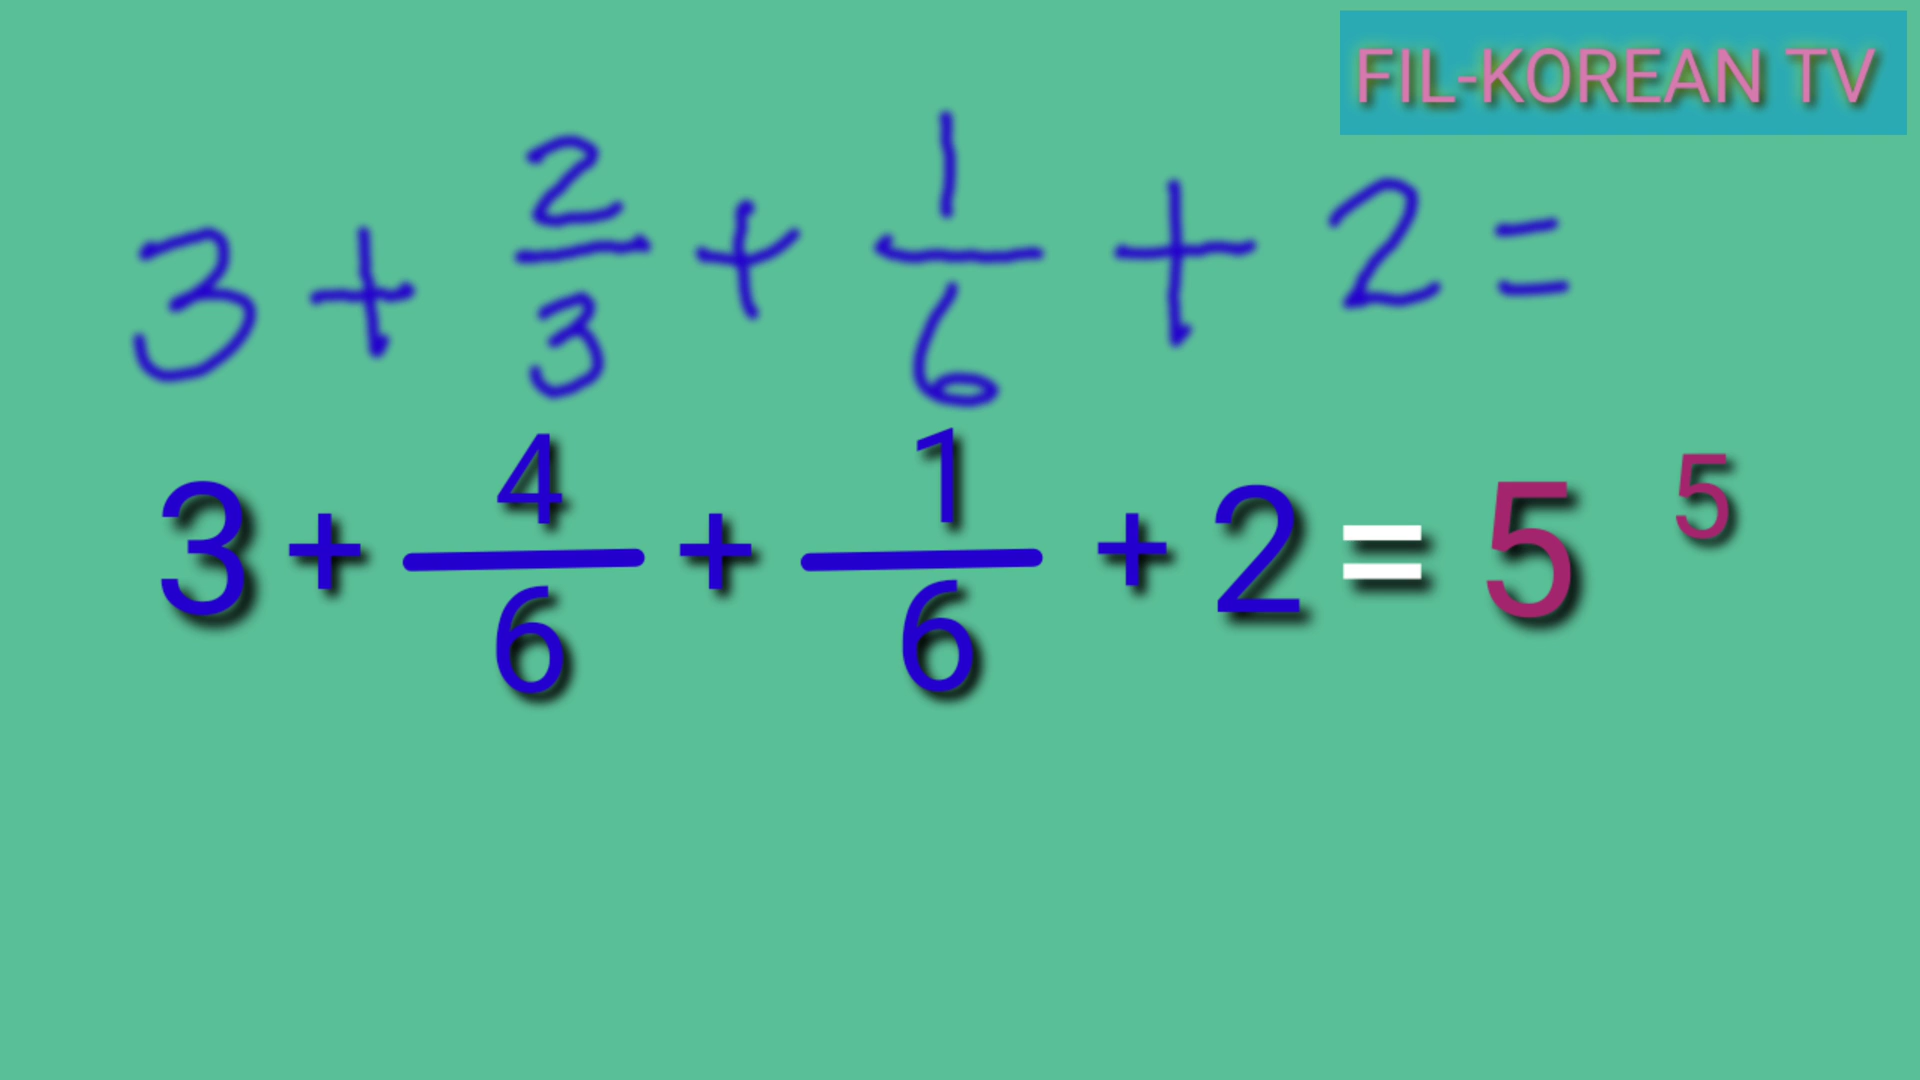 FIL-KOREAN TV
3 + 2/3 + 1/6 + 2 =
3 + 4/6 + 1/6 + 2 = 5 5